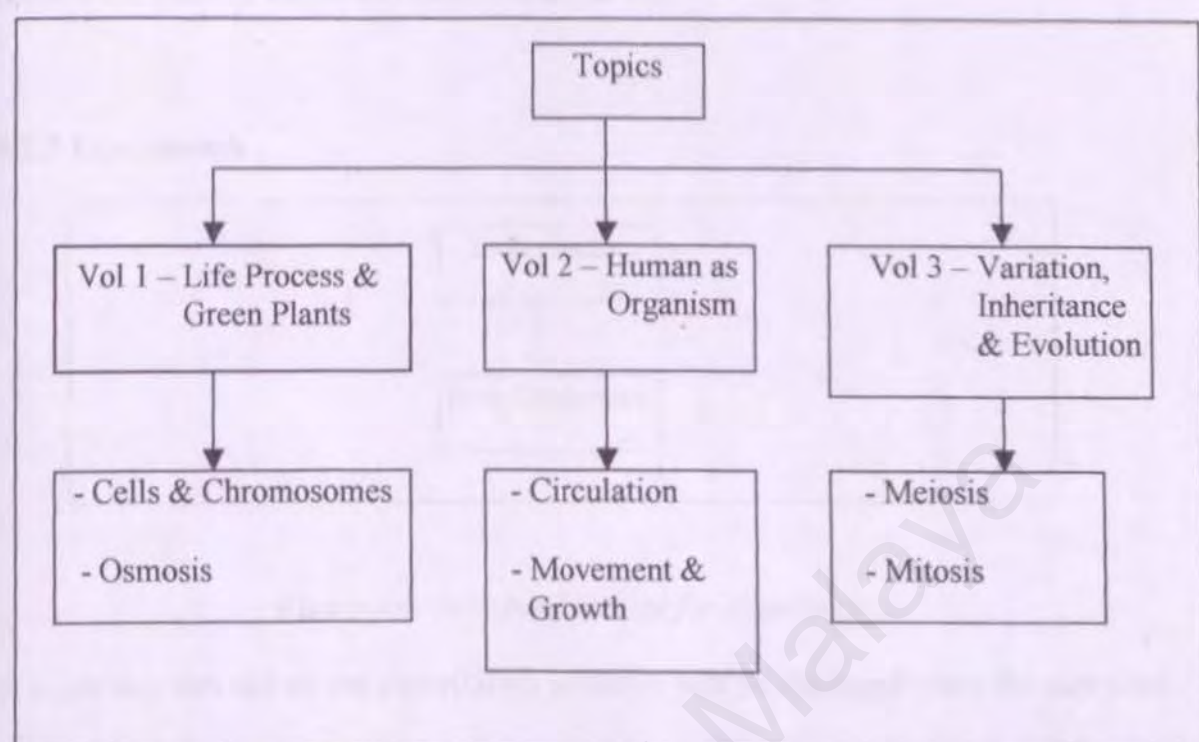 Topics
Vol 1 – Life Process &
Green Plants
Vol 2 – Human as
Organism
Vol 3 – Variation,
Inheritance
& Evolution
- Cells & Chromosomes
- Osmosis
- Circulation
- Movement &
Growth
- Meiosis
- Mitosis
Malaya